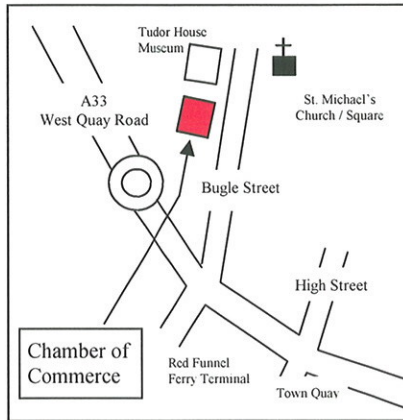 Tudor House
Museum
A33
West Quay Road
St. Michael's
Church / Square
Bugle Street
High Street
Chamber of
Commerce
Red Funnel
Ferry Terminal
Town Quay